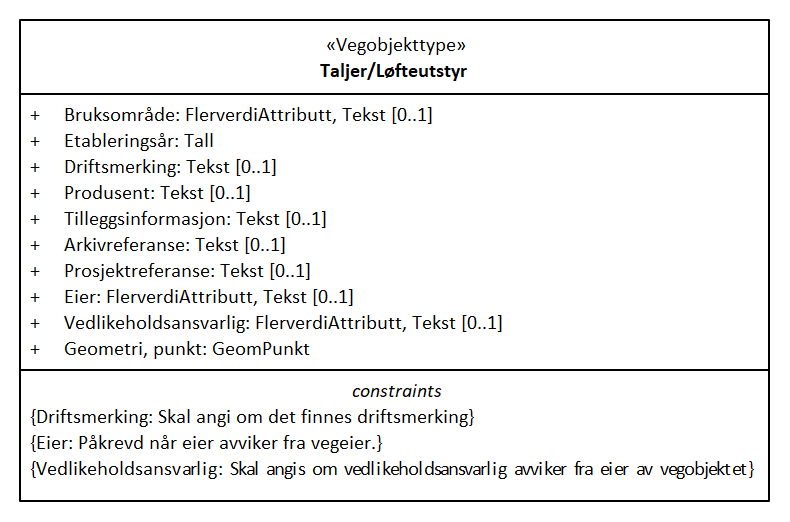 «Vegobjekttype»
Taljer/Løfteutstyr
+ Bruksområde: FlerverdiAttributt, Tekst [0..1]
+ Etableringsår: Tall
+ Driftsmerking: Tekst [0..1]
+ Produsent: Tekst [0..1]
+ Tilleggsinformasjon: Tekst [0..1]
+ Arkivreferanse: Tekst [0..1]
+ Prosjektreferanse: Tekst [0..1]
+ Eier: FlerverdiAttributt, Tekst [0..1]
+ Vedlikeholdsansvarlig: FlerverdiAttributt, Tekst [0..1]
+ Geometri, punkt: GeomPunkt
constraints
{Driftsmerking: Skal angi om det finnes driftsmerking}
{Eier: Påkrevd når eier avviker fra vegeier.}
{Vedlikeholdsansvarlig: Skal angis om vedlikeholdsansvarlig avviker fra eier av vegobjektet}